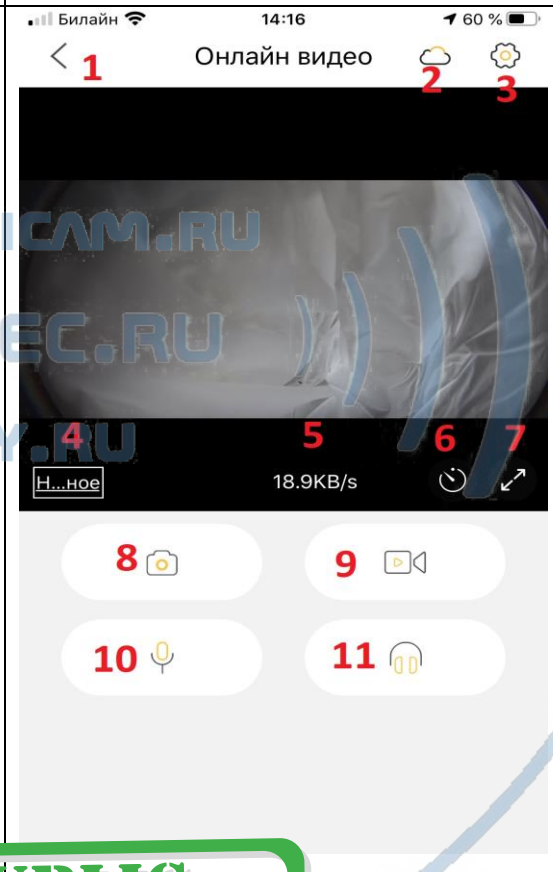 Билайн 14:16 60 %
1 Онлайн видео 2 3
ICAM.RU
EC.RU
Y.RU
4 5 6 7
Н...ное 18.9KB/s
8 9
10 11